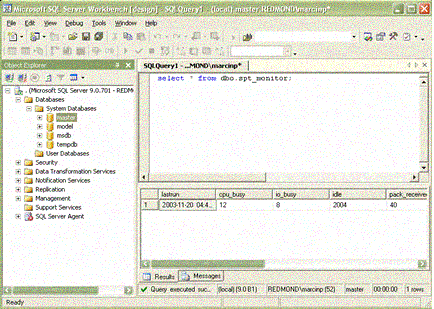 Microsoft SQL Server Workbench [design] - SQLQuery1 - (local).master.REDMOND\marcinp*
File Edit View Query Debug Tools Window Community Help
Object Explorer
. (Microsoft SQL Server 9.0.701 - REDM
Databases
System Databases
master
model
msdb
tempdb
User Databases
Security
Data Transformation Services
Notification Services
Replication
Management
Support Services
SQL Server Agent
SQLQuery1 - ...MOND\marcinp*
select * from dbo.spt_monitor;
lastrun cpu_busy io_busy idle pack_receive
1 2003-11-20 04:4... 12 8 2004 40
Results Messages
Query executed suc... (local) (9.0 B1) REDMOND\marcinp (52) master 00:00:00 1 rows
Ready